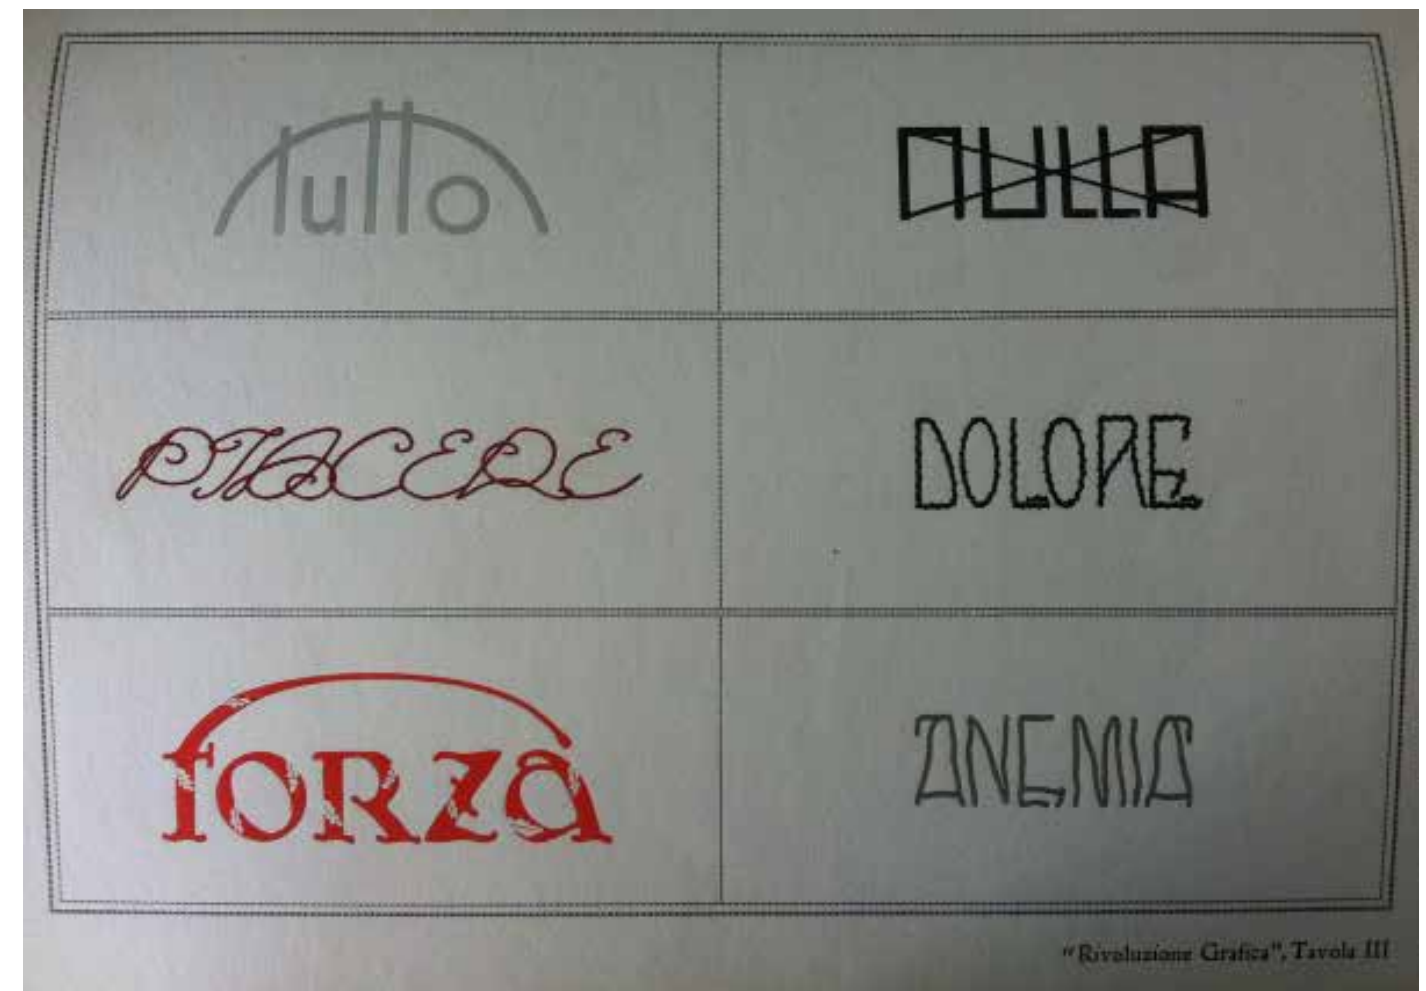 Tutto
NULLA
PIACERE
DOLORE
fORZa
ANEMIA
"Rivoluzione Grafica", Tavola III